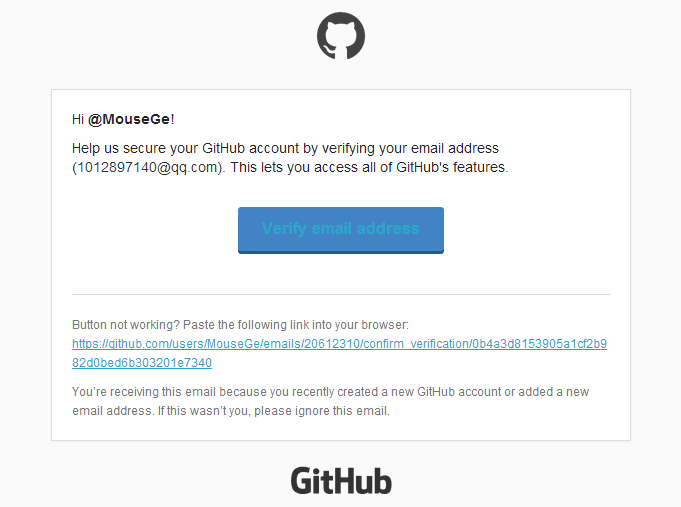 Hi @MouseGe!
Help us secure your GitHub account by verifying your email address
(1012897140@qq.com). This lets you access all of GitHub's features.
Verify email address
Button not working? Paste the following link into your browser:
https://github.com/users/MouseGe/emails/20612310/confirm_verification/0b4a3d8153905a1cf2b9
82d0bed6b303201e7340
You’re receiving this email because you recently created a new GitHub account or added a new
email address. If this wasn’t you, please ignore this email.
GitHub